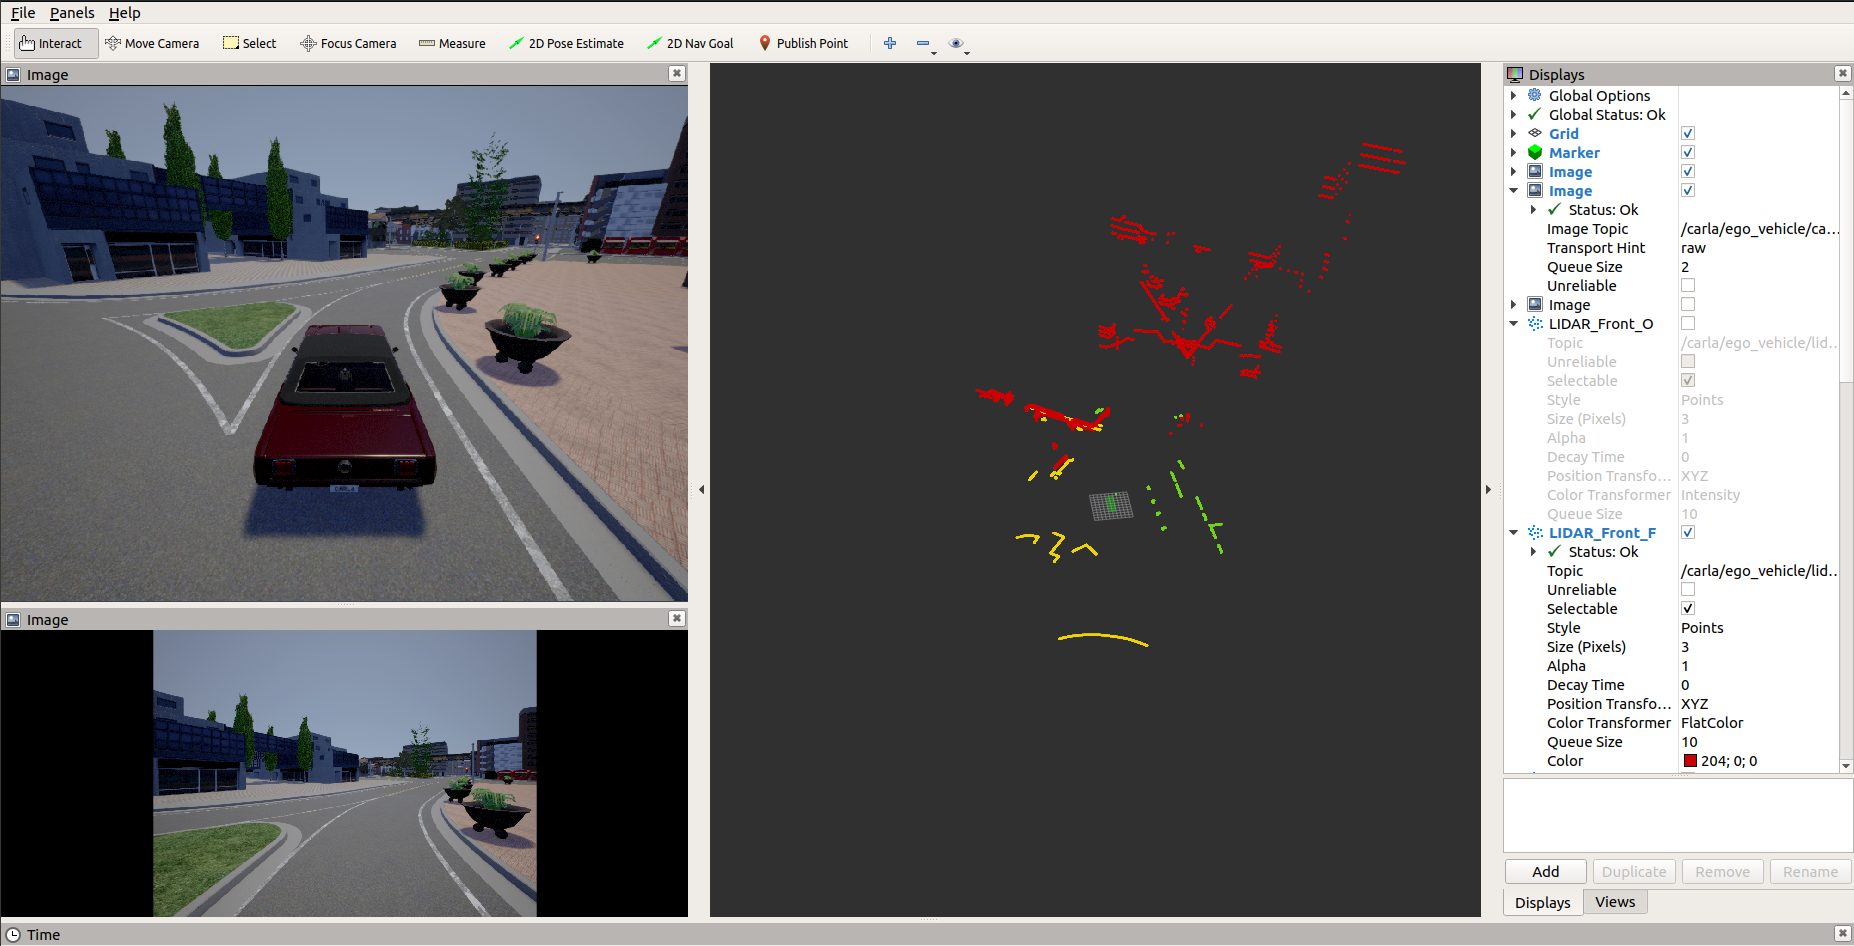 File Panels Help
Interact Move Camera Select Focus Camera Measure 2D Pose Estimate 2D Nav Goal Publish Point
Image
Image
Displays
Global Options
Global Status: Ok
Grid
Marker
Image
Image
Status: Ok
Image Topic /carla/ego_vehicle/ca...
Transport Hint raw
Queue Size 2
Unreliable
Image
LIDAR_Front_O
Topic /carla/ego_vehicle/lid...
Unreliable
Selectable
Style Points
Size (Pixels) 3
Alpha 1
Decay Time 0
Position Transfo... XYZ
Color Transformer Intensity
Queue Size 10
LIDAR_Front_F
Status: Ok
Topic /carla/ego_vehicle/lid...
Unreliable
Selectable
Style Points
Size (Pixels) 3
Alpha 1
Decay Time 0
Position Transfo... XYZ
Color Transformer FlatColor
Queue Size 10
Color 204; 0; 0
Add Duplicate Remove Rename
Displays Views
Time